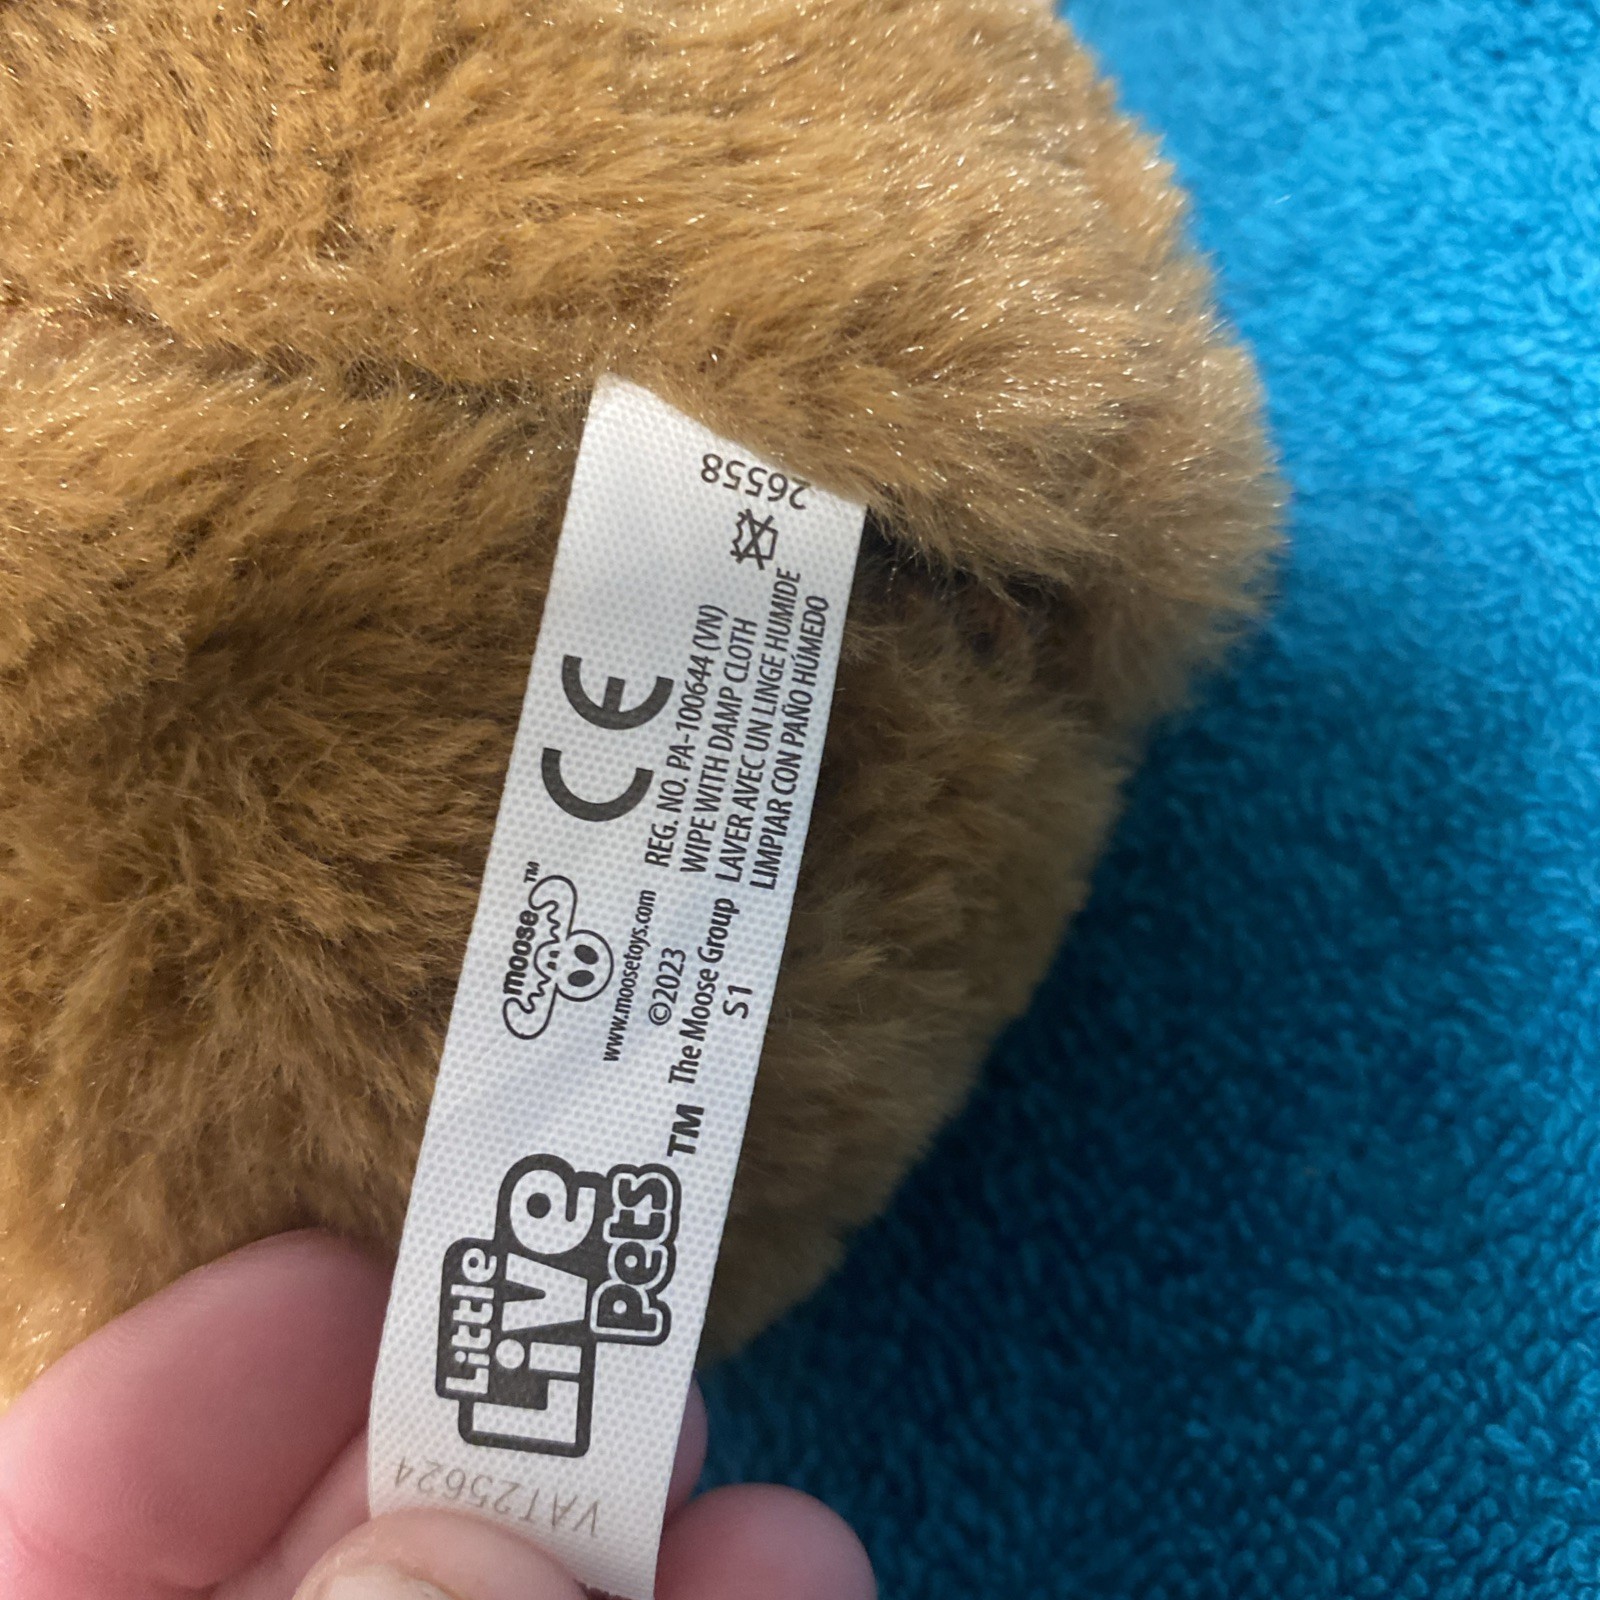 Little
Live
Pets
TM
moose
TM
www.moosetoys.com
©2023
The Moose Group
S1
CE
REG. NO. PA-100644 (VN)
WIPE WITH DAMP CLOTH
LAVER AVEC UN LINGE HUMIDE
LIMPIAR CON PAÑO HÚMEDO
26558
VAT25624